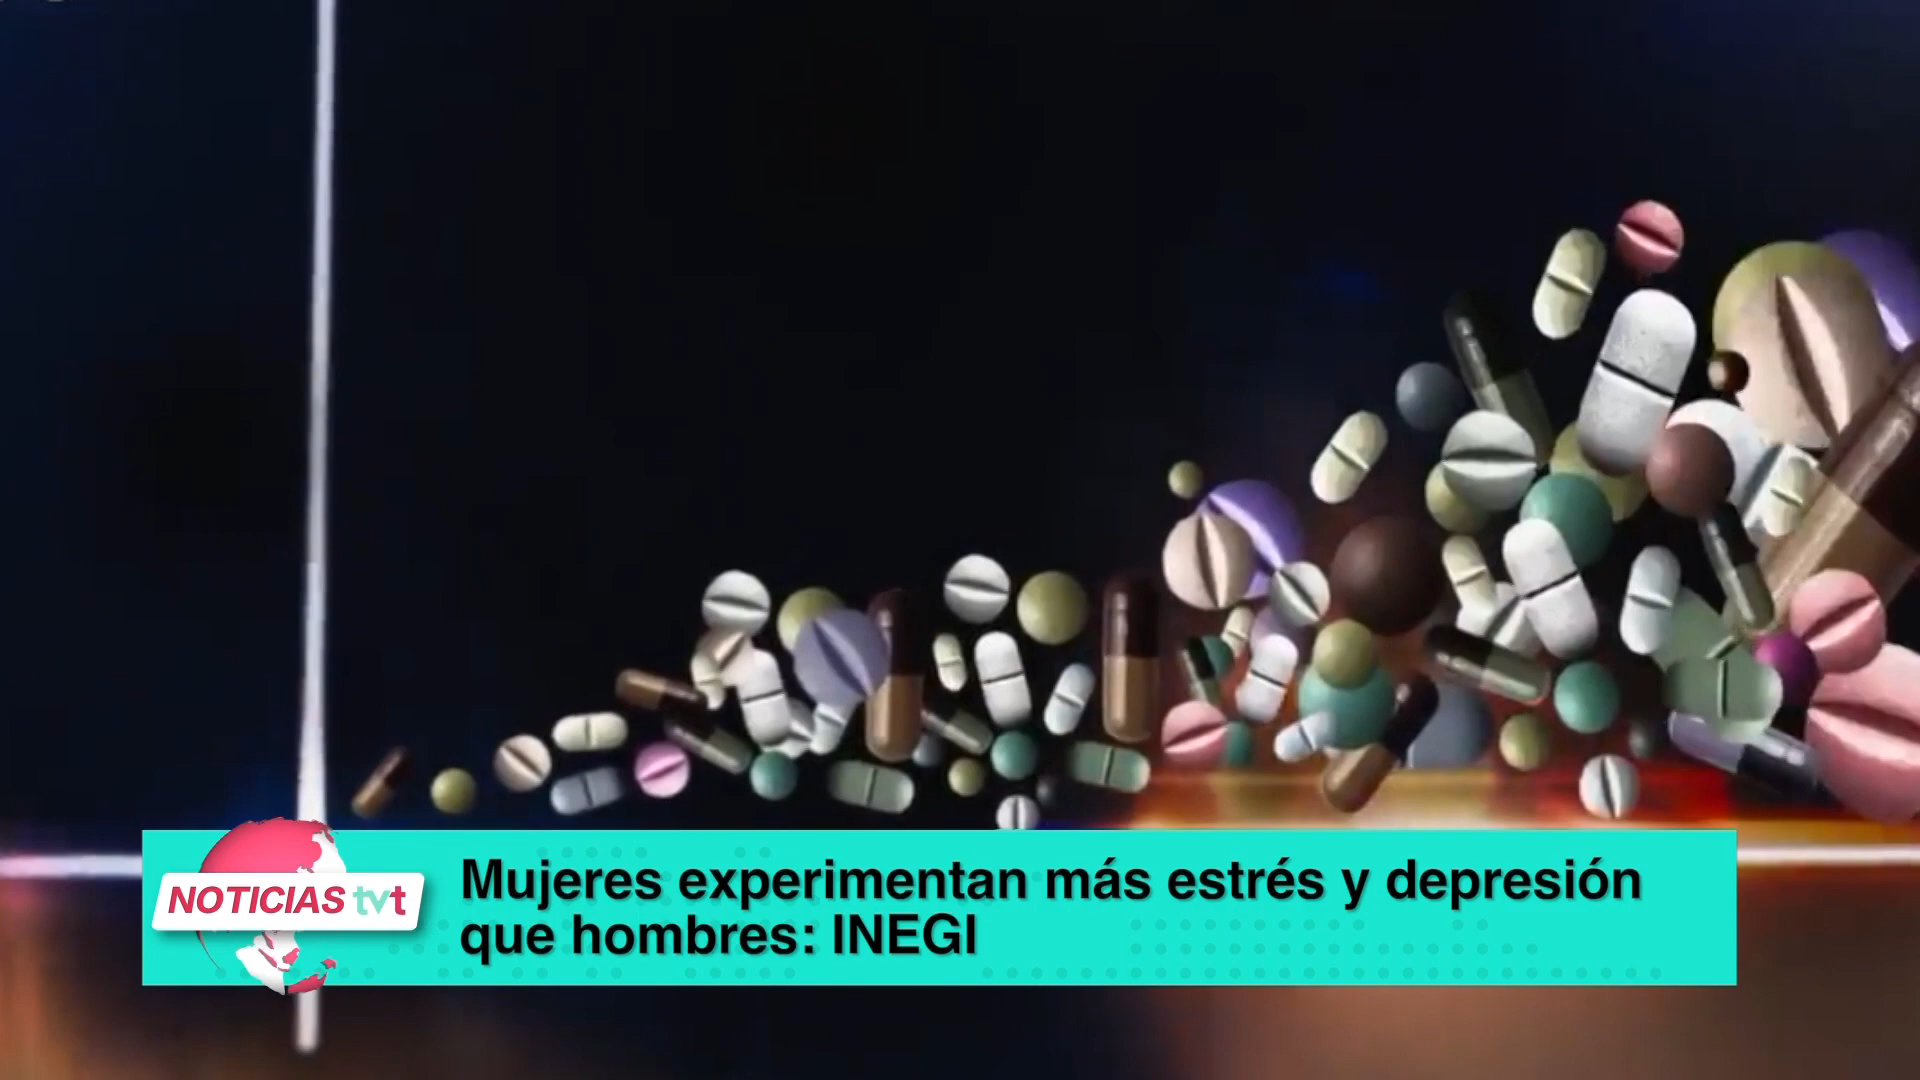 NOTICIAS tvt
Mujeres experimentan más estrés y depresión
que hombres: INEGI